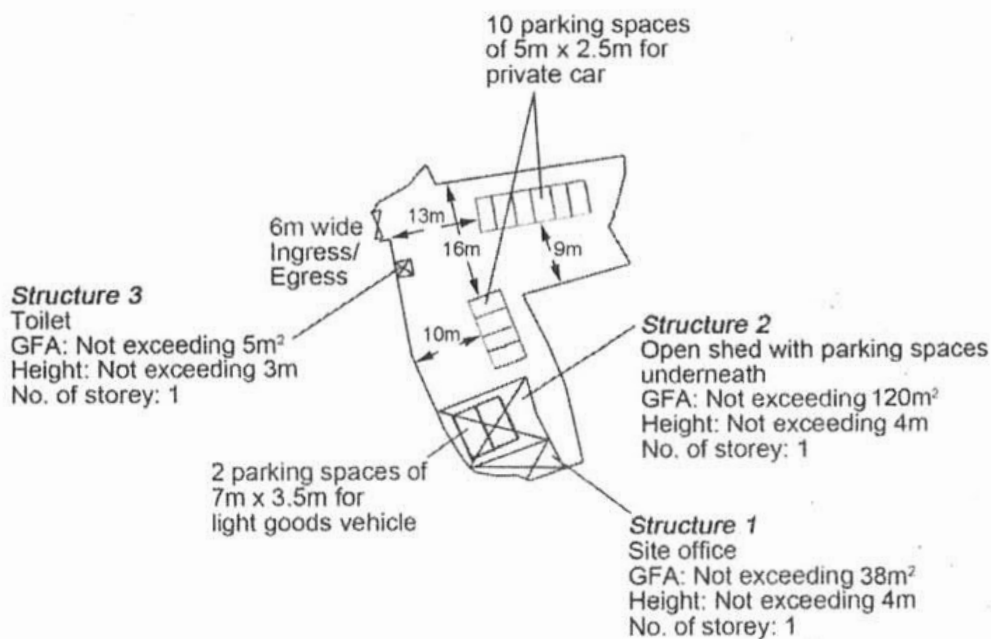 10 parking spaces
of 5m x 2.5m for
private car
13m
16m
9m
6m wide
Ingress/
Egress
Structure 3
Toilet
GFA: Not exceeding 5m²
Height: Not exceeding 3m
No. of storey: 1
10m
Structure 2
Open shed with parking spaces
underneath
GFA: Not exceeding 120m²
Height: Not exceeding 4m
No. of storey: 1
2 parking spaces of
7m x 3.5m for
light goods vehicle
Structure 1
Site office
GFA: Not exceeding 38m²
Height: Not exceeding 4m
No. of storey: 1